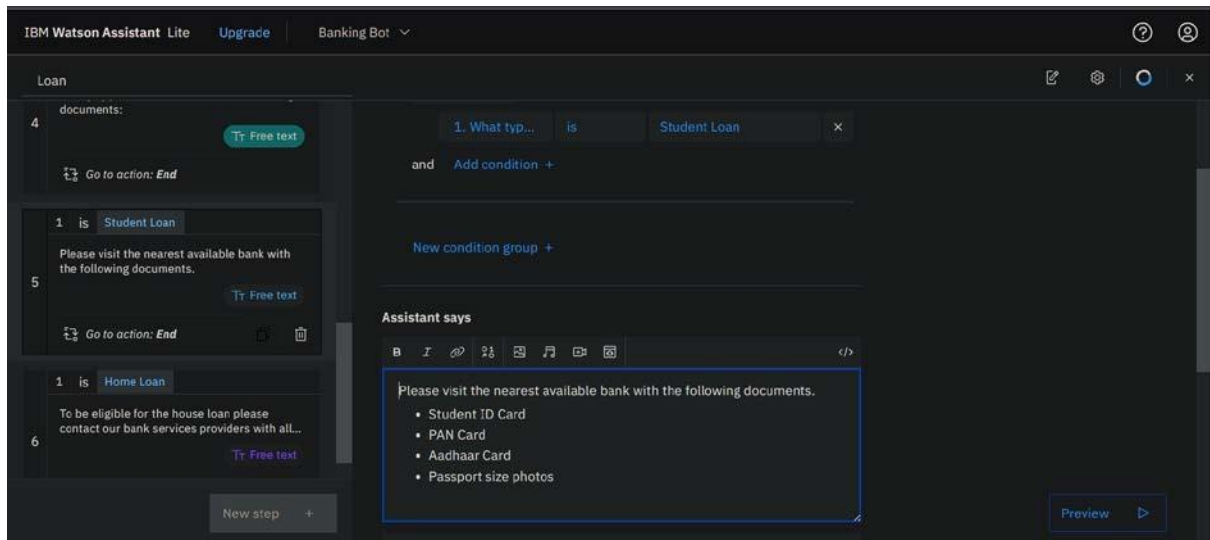 IBM Watson Assistant Lite Upgrade Banking Bot
Loan
documents:
4
Free text
Go to action: End
1 is Student Loan
Please visit the nearest available bank with
the following documents.
5
Free text
Go to action: End
1 is Home Loan
To be eligible for the house loan please
contact our bank services providers with all...
6
Free text
New step +
1. What typ... is Student Loan
and Add condition +
New condition group +
Assistant says
B I </>
Please visit the nearest available bank with the following documents.
• Student ID Card
• PAN Card
• Aadhaar Card
• Passport size photos
Preview